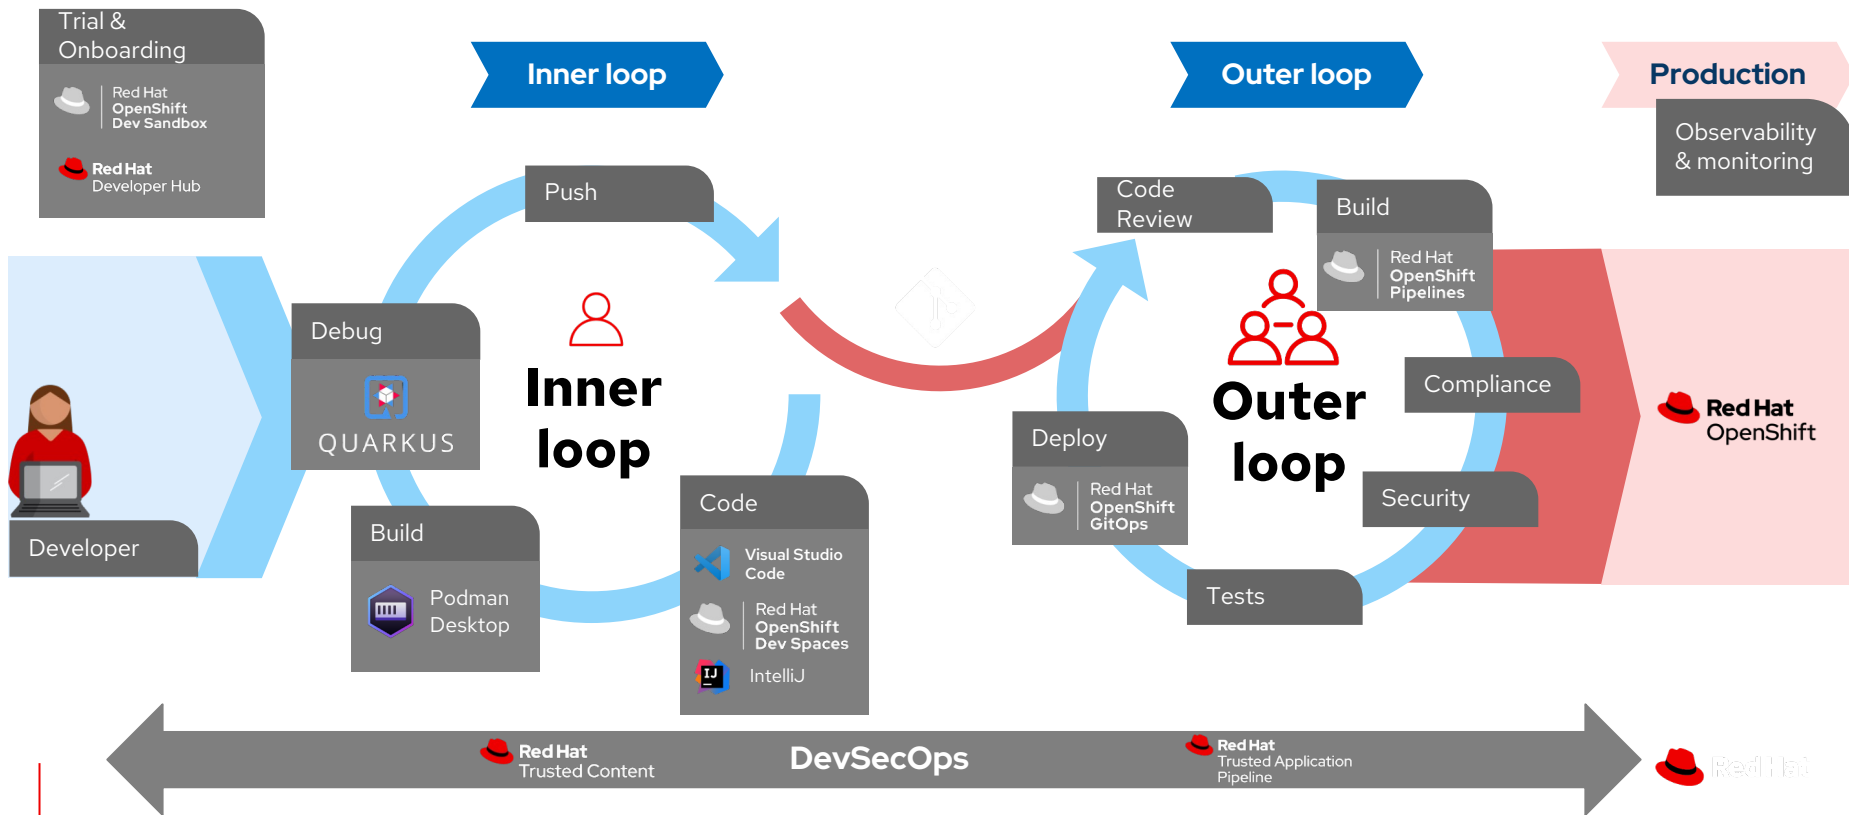 Trial &
Onboarding
Red Hat
OpenShift
Dev Sandbox
Red Hat
Developer Hub
Inner loop
Outer loop
Production
Observability
& monitoring
Push
Code
Review
Build
Red Hat
OpenShift
Pipelines
Debug
QUARKUS
Inner
loop
Outer
loop
Compliance
Red Hat
OpenShift
Deploy
Red Hat
OpenShift
GitOps
Security
Developer
Build
Podman
Desktop
Code
Visual Studio
Code
Red Hat
OpenShift
Dev Spaces
IJ
IntelliJ
Tests
Red Hat
Trusted Content
DevSecOps
Red Hat
Trusted Application
Pipeline
Red Hat